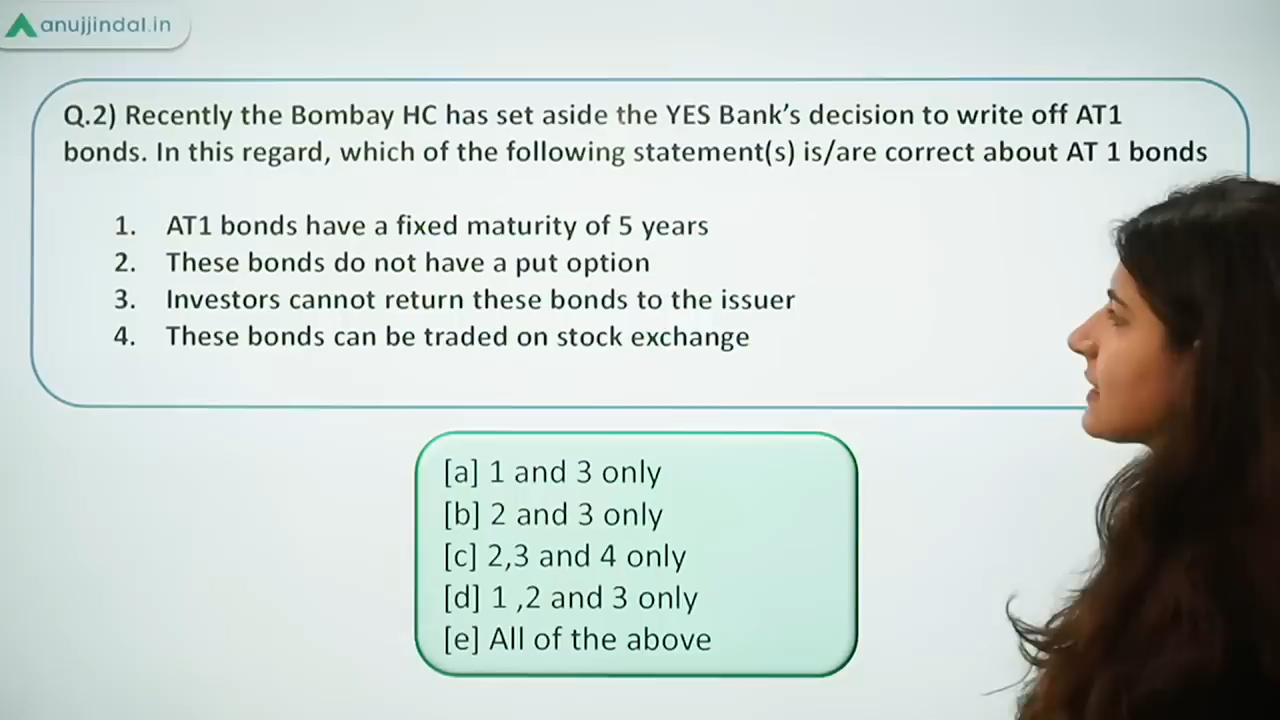 anujjindal.in
Q.2) Recently the Bombay HC has set aside the YES Bank's decision to write off AT1
bonds. In this regard, which of the following statement(s) is/are correct about AT 1 bonds
1. AT1 bonds have a fixed maturity of 5 years
2. These bonds do not have a put option
3. Investors cannot return these bonds to the issuer
4. These bonds can be traded on stock exchange
[a] 1 and 3 only
[b] 2 and 3 only
[c] 2,3 and 4 only
[d] 1 ,2 and 3 only
[e] All of the above